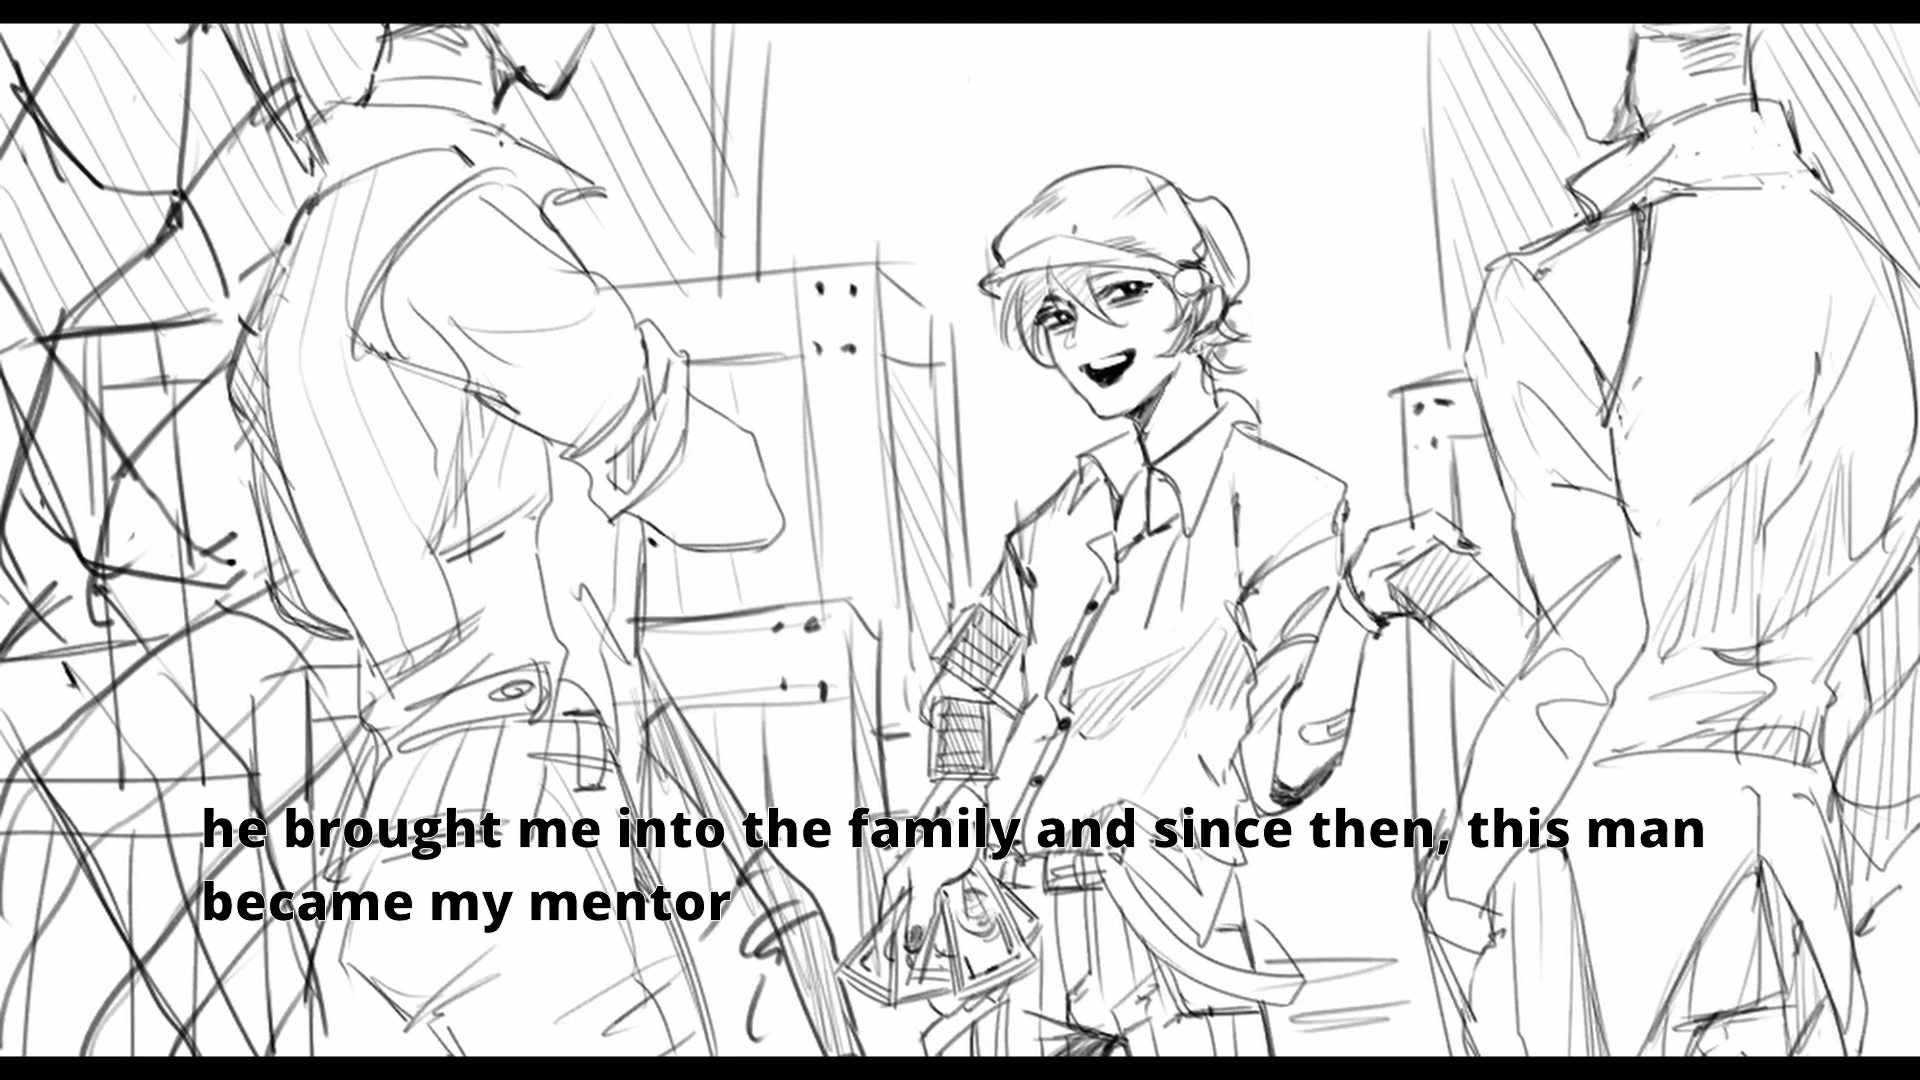 he brought me into the family and since then, this man
became my mentor